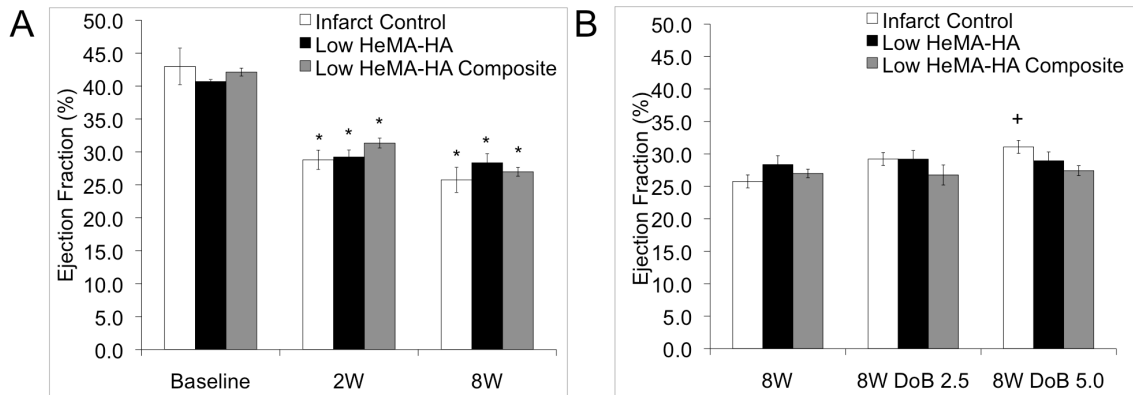 A
Ejection Fraction (%)
50.0
45.0
40.0
35.0
30.0
25.0
20.0
15.0
10.0
5.0
0.0
Infarct Control
Low HeMA-HA
Low HeMA-HA Composite
* * *
* * *
Baseline 2W 8W
B
Ejection Fraction (%)
50.0
45.0
40.0
35.0
30.0
25.0
20.0
15.0
10.0
5.0
0.0
Infarct Control
Low HeMA-HA
Low HeMA-HA Composite
+
8W 8W DoB 2.5 8W DoB 5.0